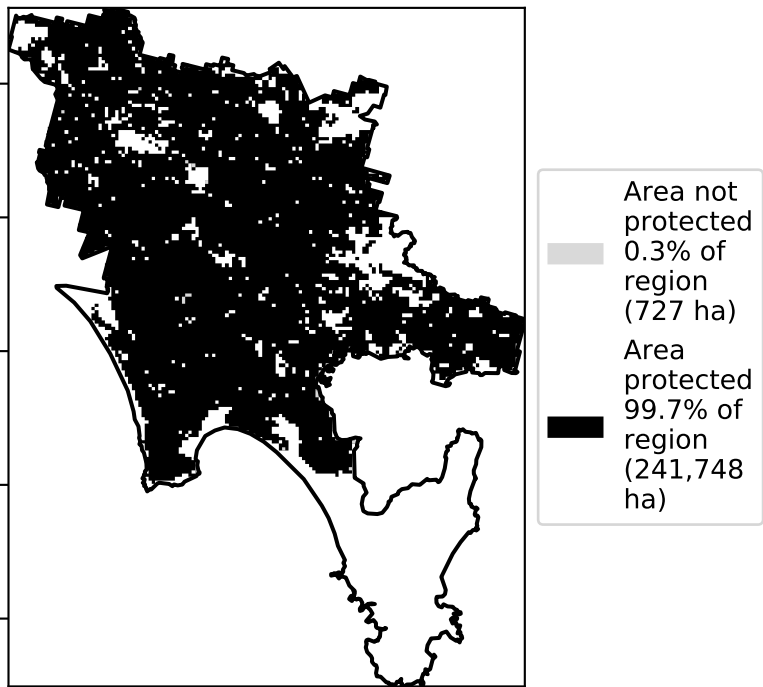 Area not
protected
0.3% of
region
(727 ha)
Area
protected
99.7% of
region
(241,748
ha)